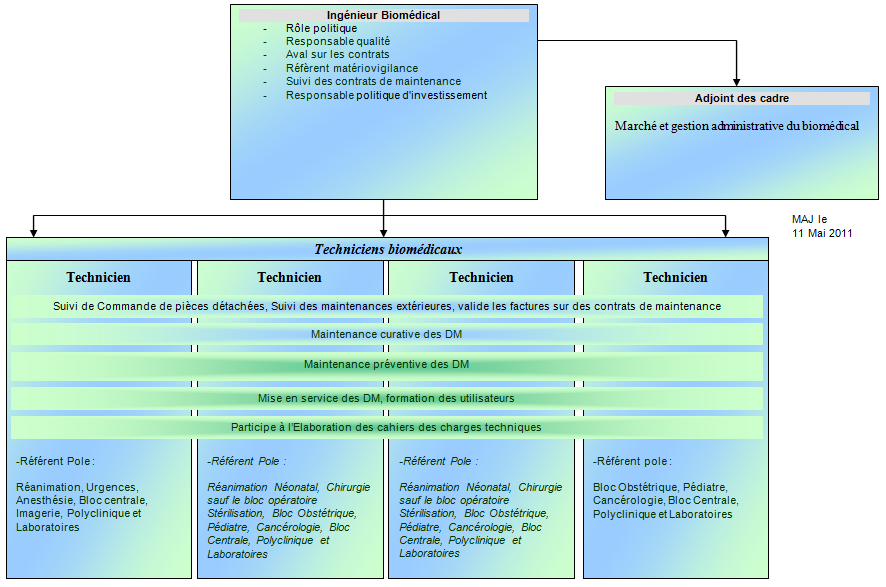 Ingénieur Biomédical
- Rôle politique
- Responsable qualité
- Aval sur les contrats
- Réfèrent matériovigilance
- Suivi des contrats de maintenance
- Responsable politique d'investissement
Adjoint des cadre
Marché et gestion administrative du biomédical
MAJ le
11 Mai 2011
Techniciens biomédicaux
Technicien
Technicien
Technicien
Technicien
Suivi de Commande de pièces détachées, Suivi des maintenances extérieures, valide les factures sur des contrats de maintenance
Maintenance curative des DM
Maintenance préventive des DM
Mise en service des DM, formation des utilisateurs
Participe à l'Elaboration des cahiers des charges techniques
-Référent Pole :
Réanimation, Urgences,
Anesthésie, Bloc centrale,
Imagerie, Polyclinique et
Laboratoires
-Référent Pole :
Réanimation Néonatal, Chirurgie
sauf le bloc opératoire
Stérilisation, Bloc Obstétrique,
Pédiatre, Cancérologie, Bloc
Centrale, Polyclinique et
Laboratoires
-Référent Pole :
Réanimation Néonatal, Chirurgie
sauf le bloc opératoire
Stérilisation, Bloc Obstétrique,
Pédiatre, Cancérologie, Bloc
Centrale, Polyclinique et
Laboratoires
-Référent pole :
Bloc Obstétrique, Pédiatre,
Cancérologie, Bloc Centrale,
Polyclinique et Laboratoires